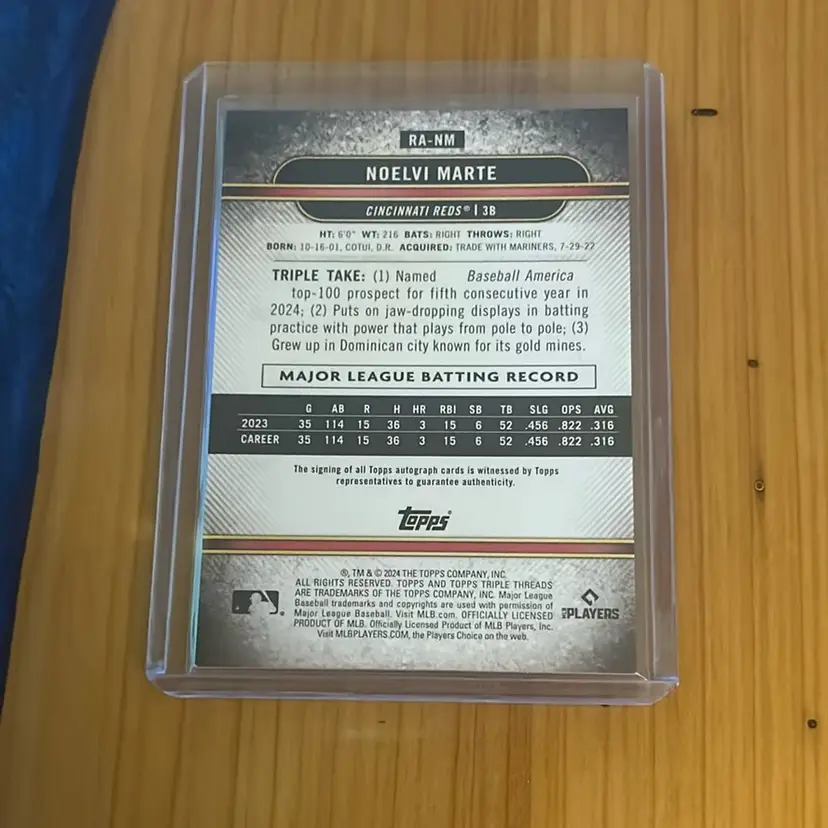 RA-NM
NOELVI MARTE
CINCINNATI REDS® | 3B
HT: 6'0" WT: 216 BATS: RIGHT THROWS: RIGHT
BORN: 10-16-01, COTUI, D.R. ACQUIRED: TRADE WITH MARINERS, 7-29-22
TRIPLE TAKE: (1) Named Baseball America
top-100 prospect for fifth consecutive year in
2024; (2) Puts on jaw-dropping displays in batting
practice with power that plays from pole to pole; (3)
Grew up in Dominican city known for its gold mines.
MAJOR LEAGUE BATTING RECORD
G AB R H HR RBI SB TB SLG OPS AVG
2023 35 114 15 36 3 15 6 52 .456 .822 .316
CAREER 35 114 15 36 3 15 6 52 .456 .822 .316
The signing of all Topps autograph cards is witnessed by Topps
representatives to guarantee authenticity.
Topps®
®, TM & © 2024 THE TOPPS COMPANY, INC.
ALL RIGHTS RESERVED. TOPPS AND TOPPS TRIPLE THREADS
ARE TRADEMARKS OF THE TOPPS COMPANY, INC. Major League
Baseball trademarks and copyrights are used with permission of
Major League Baseball. Visit MLB.com. OFFICIALLY LICENSED
PRODUCT OF MLB. Officially Licensed Product of MLB Players, Inc.
Visit MLBPLAYERS.COM, the Players Choice on the web.
MLB PLAYERS